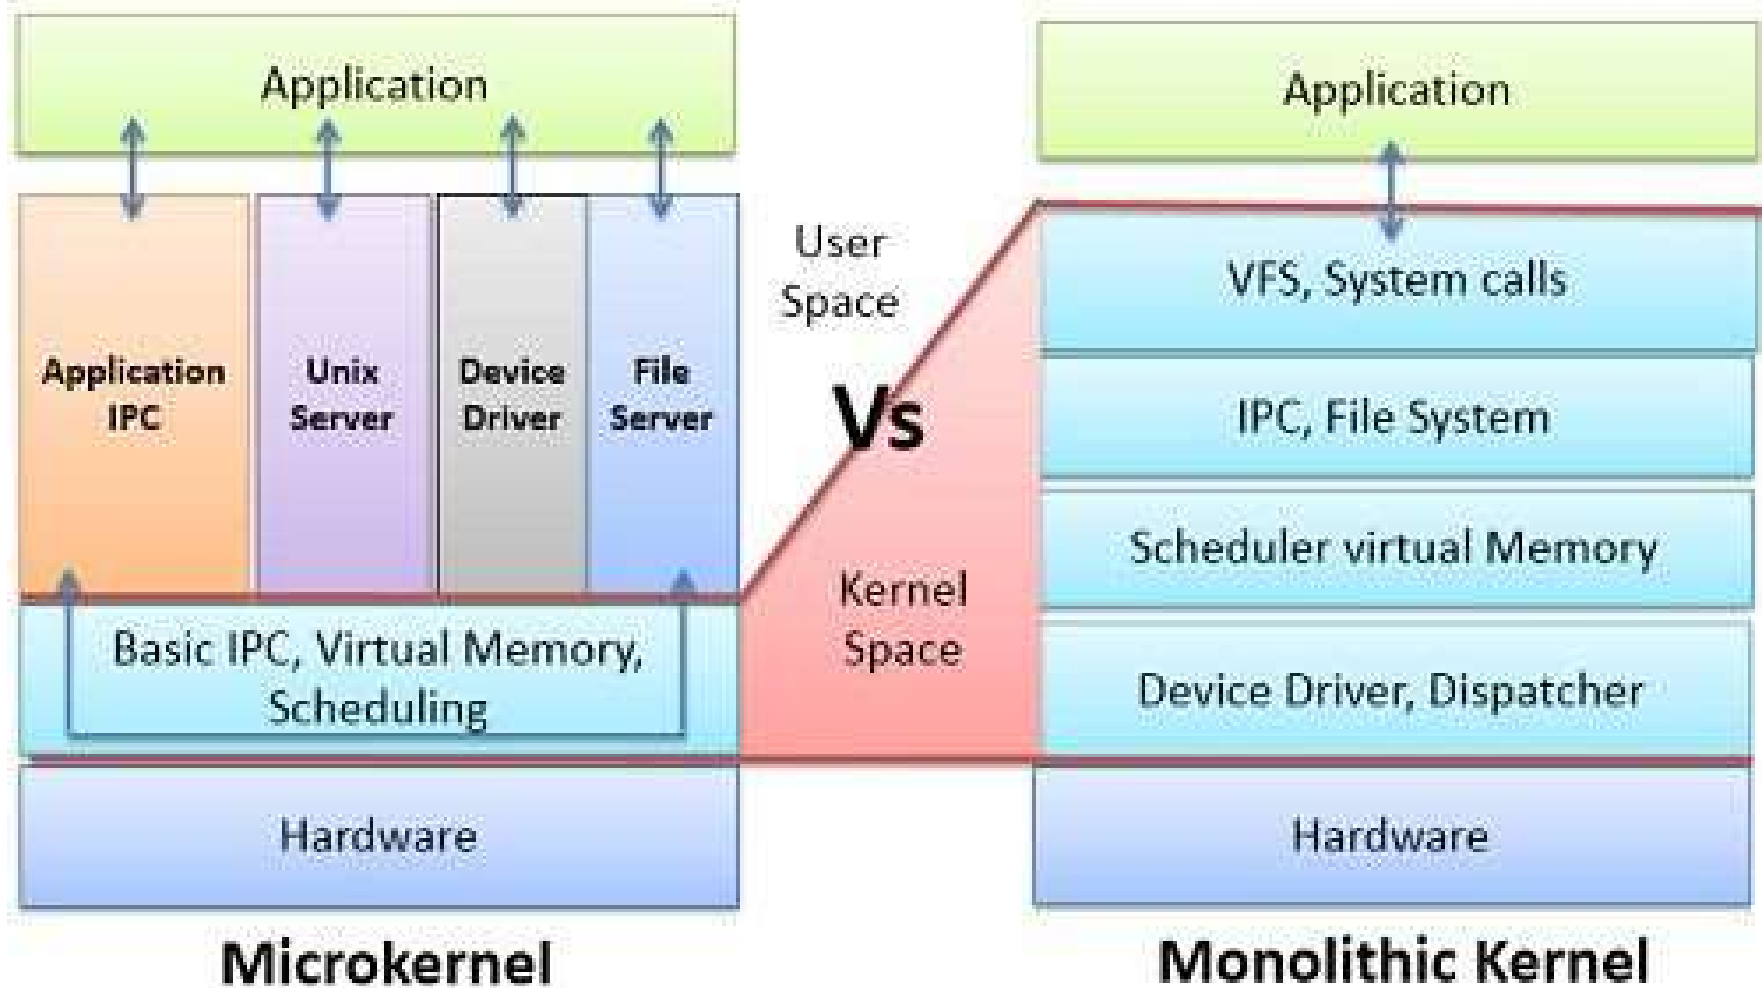 Application
Application
IPC
Unix
Server
Device
Driver
File
Server
Basic IPC, Virtual Memory,
Scheduling
Hardware
Microkernel
User
Space
Vs
Kernel
Space
Application
VFS, System calls
IPC, File System
Scheduler virtual Memory
Device Driver, Dispatcher
Hardware
Monolithic Kernel